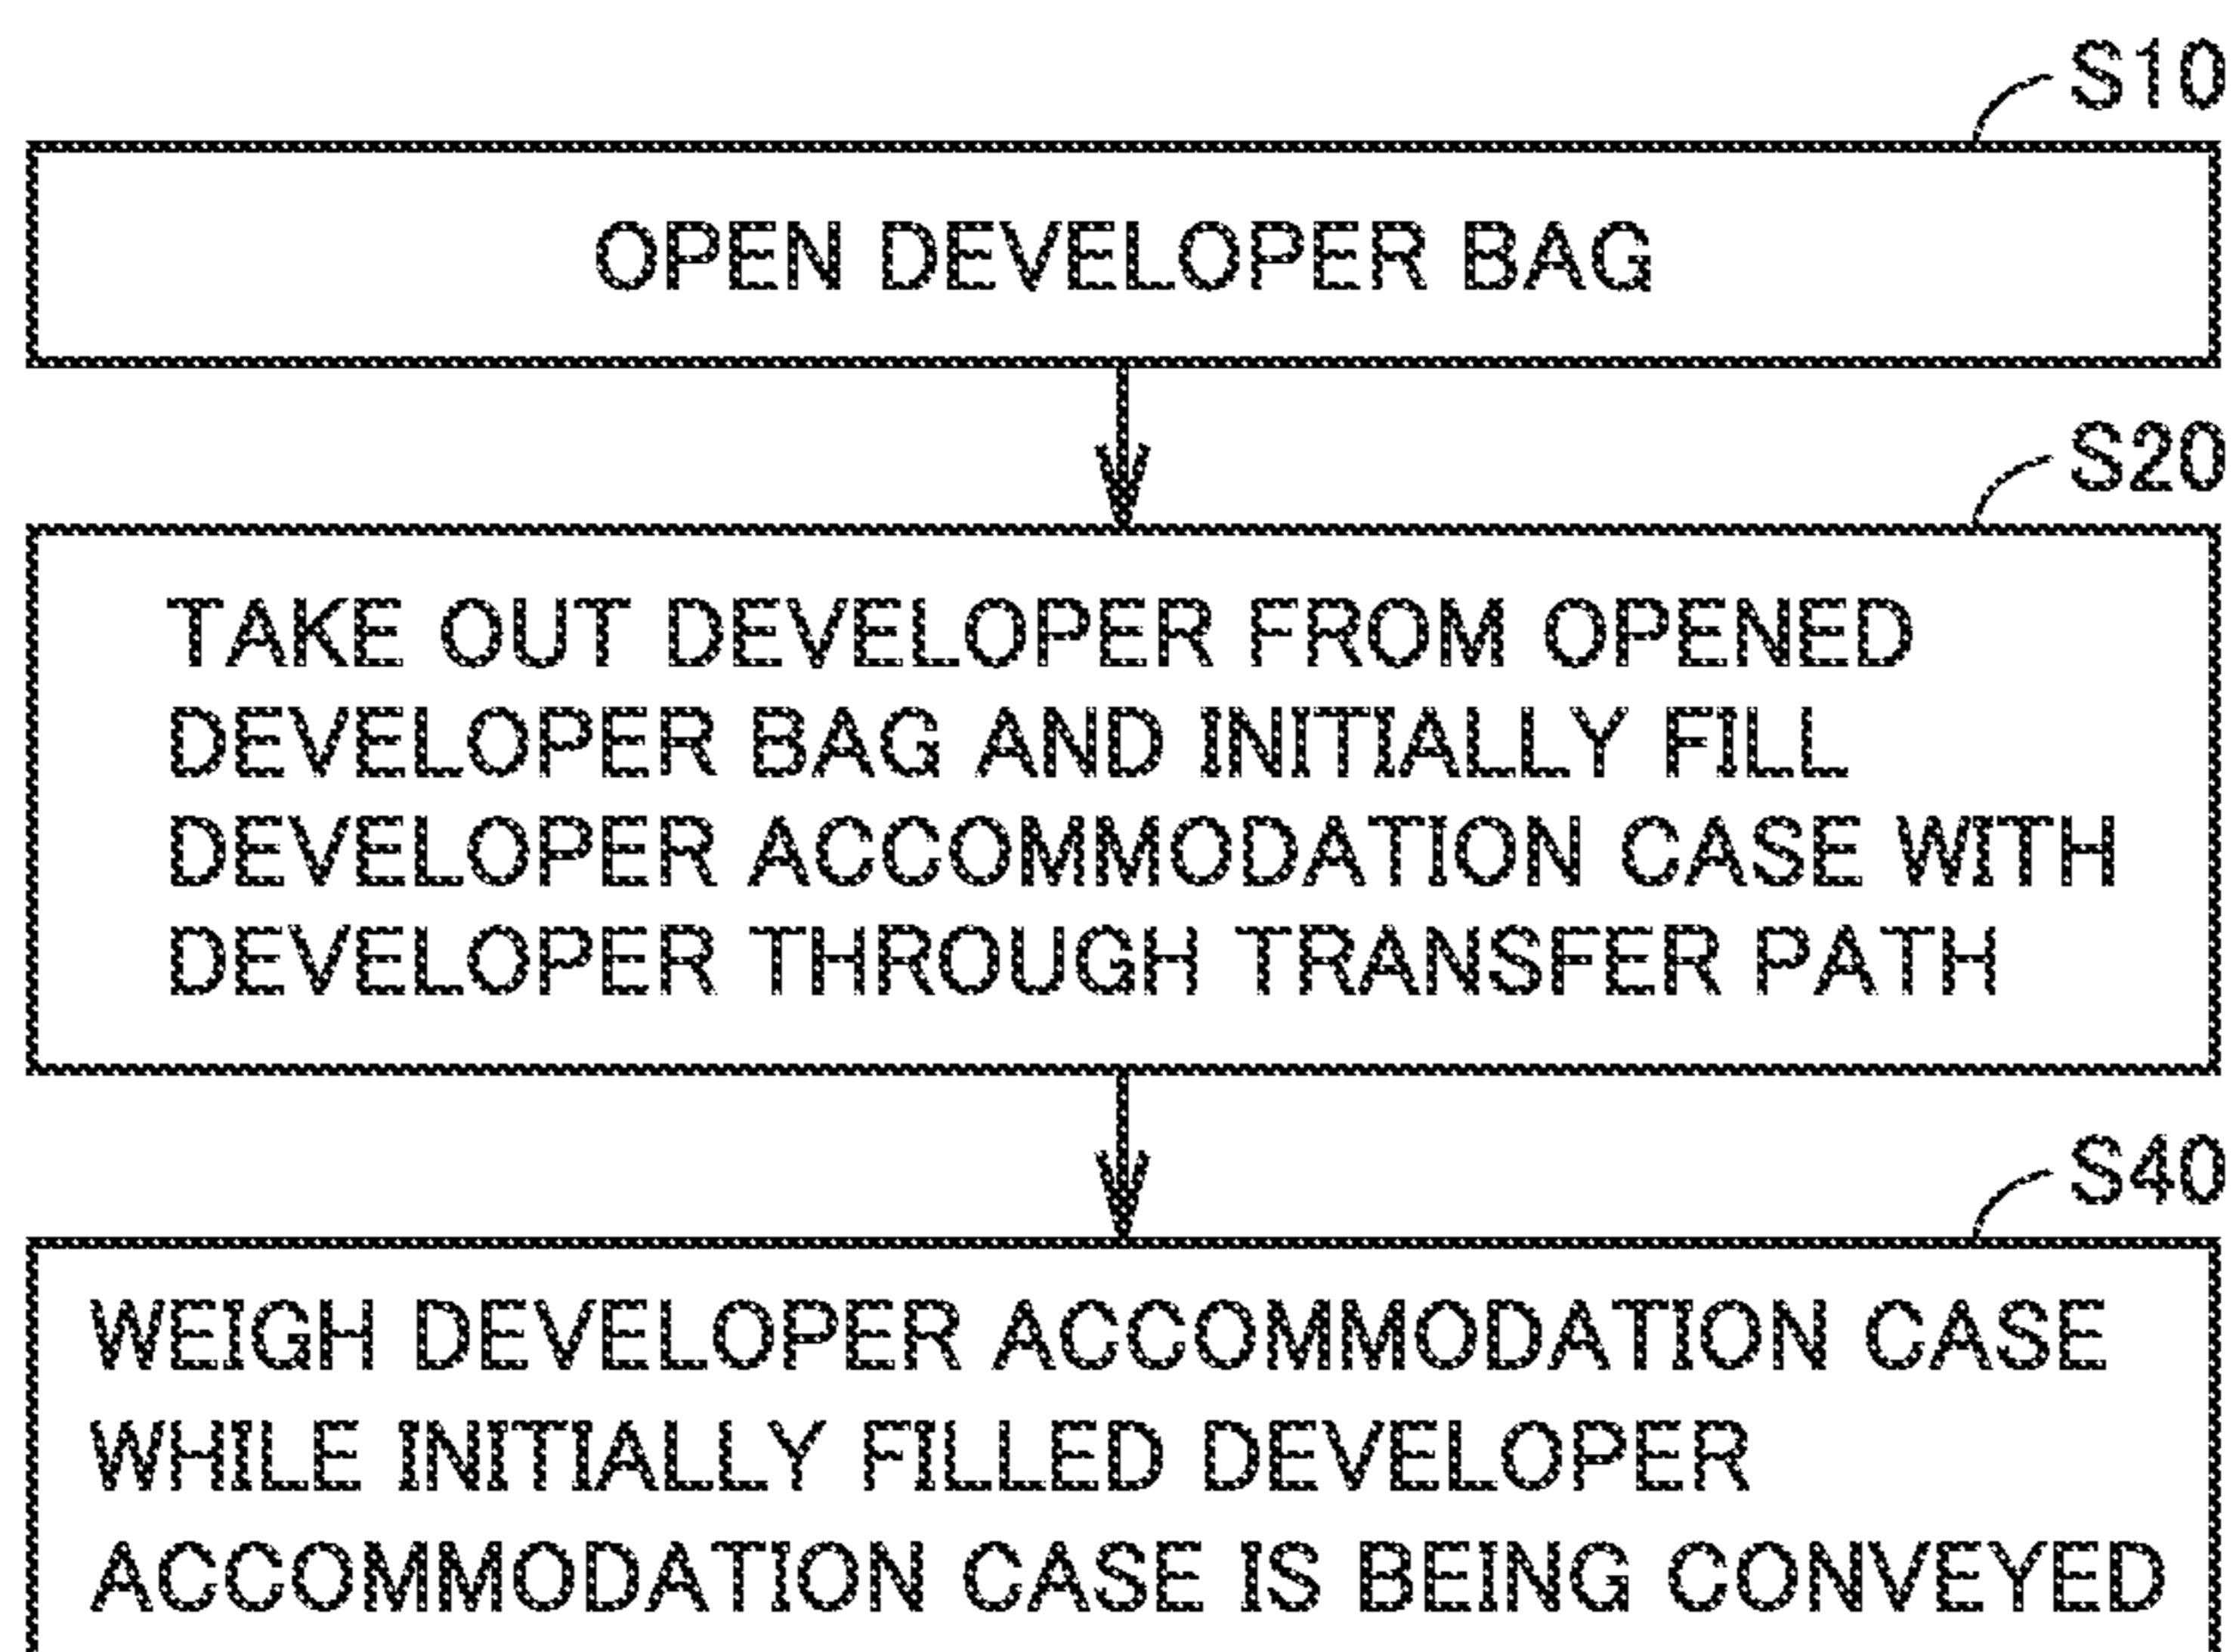 S10
OPEN DEVELOPER BAG
S20
TAKE OUT DEVELOPER FROM OPENED
DEVELOPER BAG AND INITIALLY FILL
DEVELOPER ACCOMMODATION CASE WITH
DEVELOPER THROUGH TRANSFER PATH
S40
WEIGH DEVELOPER ACCOMMODATION CASE
WHILE INITIALLY FILLED DEVELOPER
ACCOMMODATION CASE IS BEING CONVEYED